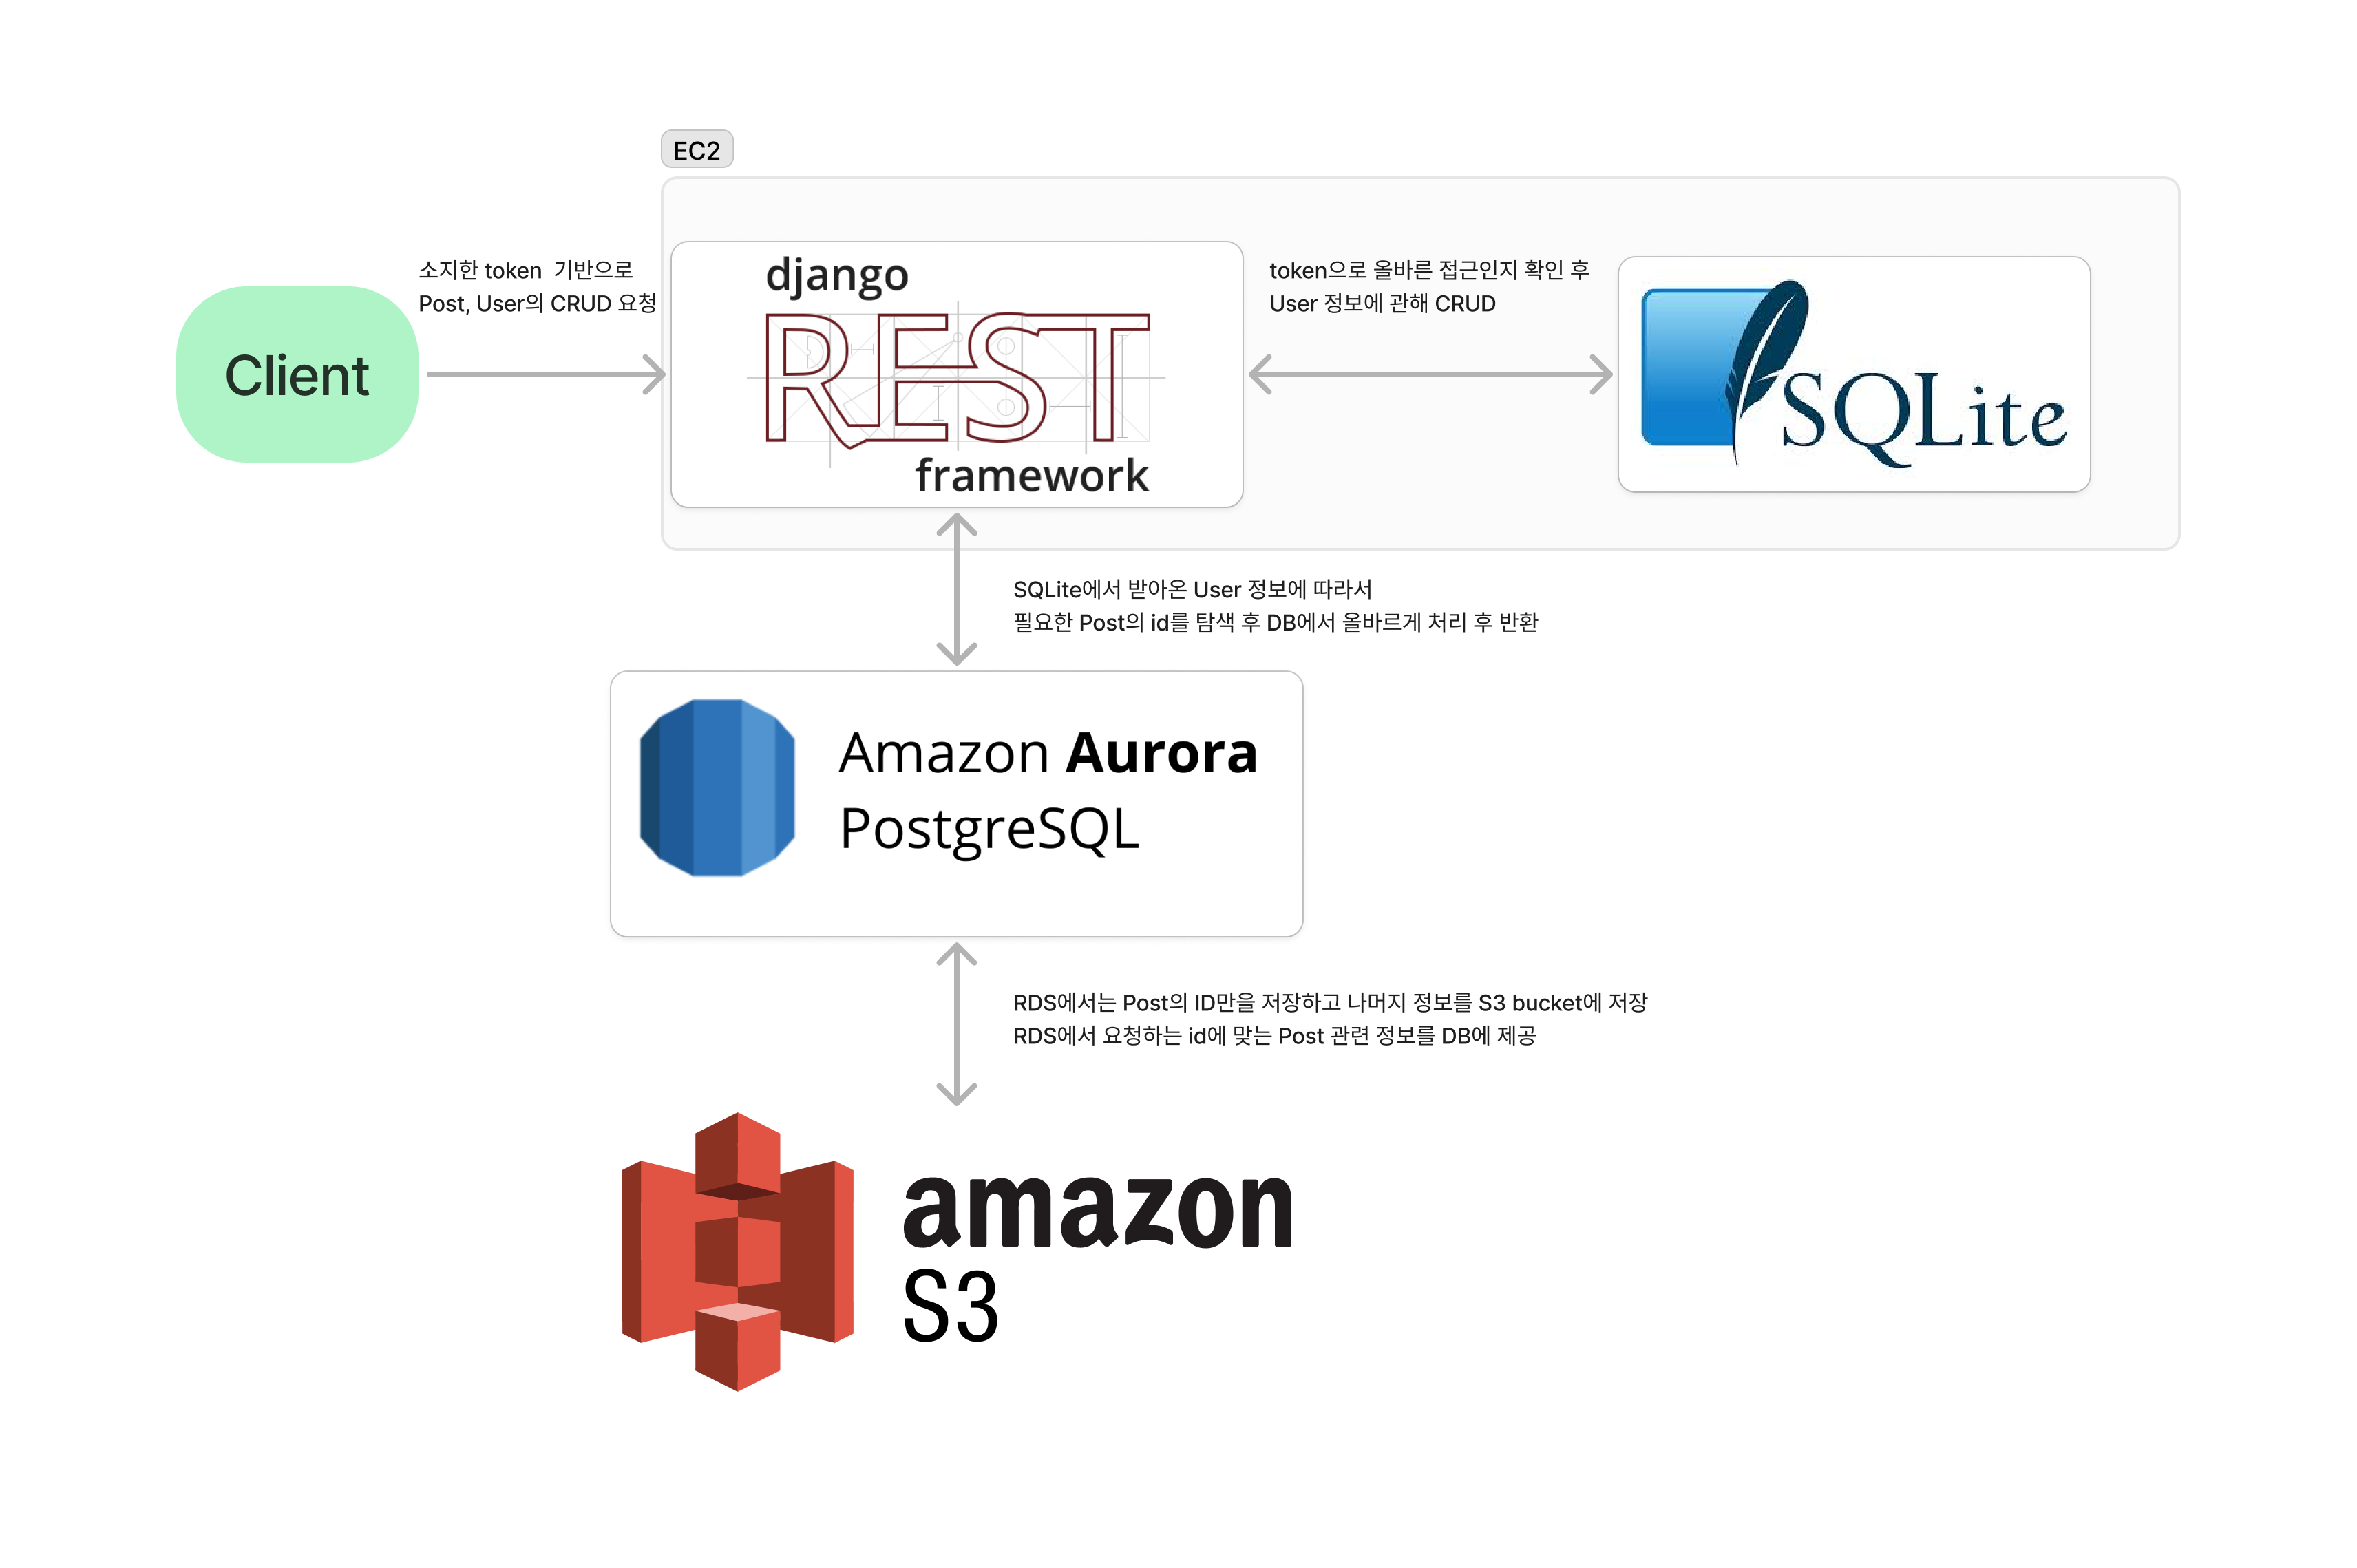 EC2
소지한 token 기반으로
Post, User의 CRUD 요청
Client
django
REST
framework
token으로 올바른 접근인지 확인 후
User 정보에 관해 CRUD
SQLite
SQLite에서 받아온 User 정보에 따라서
필요한 Post의 id를 탐색 후 DB에서 올바르게 처리 후 반환
Amazon Aurora
PostgreSQL
RDS에서는 Post의 ID만을 저장하고 나머지 정보를 S3 bucket에 저장
RDS에서 요청하는 id에 맞는 Post 관련 정보를 DB에 제공
amazon
S3